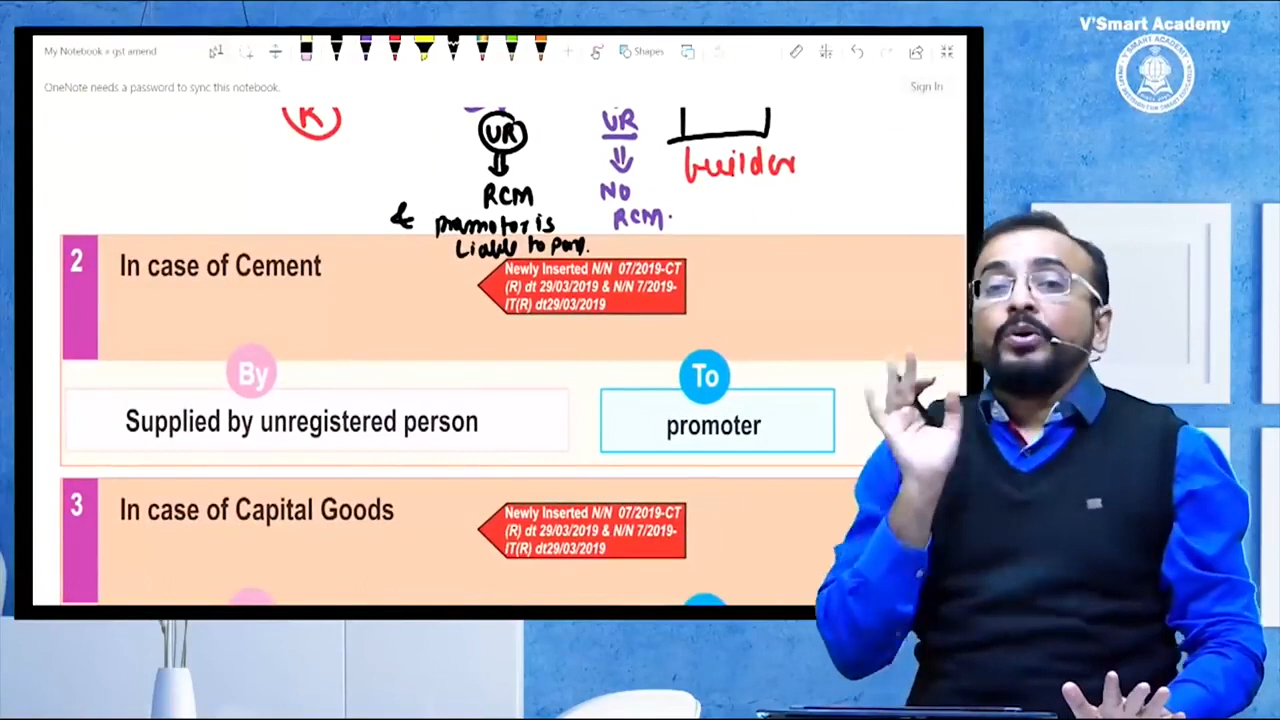 V'Smart Academy
My Notebook » gst amend
Shapes
OneNote needs a password to sync this notebook.
Sign In
R
UR
UR
RCM
NO
RCM.
builder
& promotor is
Liable to pay.
2
In case of Cement
Newly Inserted N/N 07/2019-CT
(R) dt 29/03/2019 & N/N 7/2019-
IT(R) dt29/03/2019
By
To
Supplied by unregistered person
promoter
3
In case of Capital Goods
Newly Inserted N/N 07/2019-CT
(R) dt 29/03/2019 & N/N 7/2019-
IT(R) dt29/03/2019